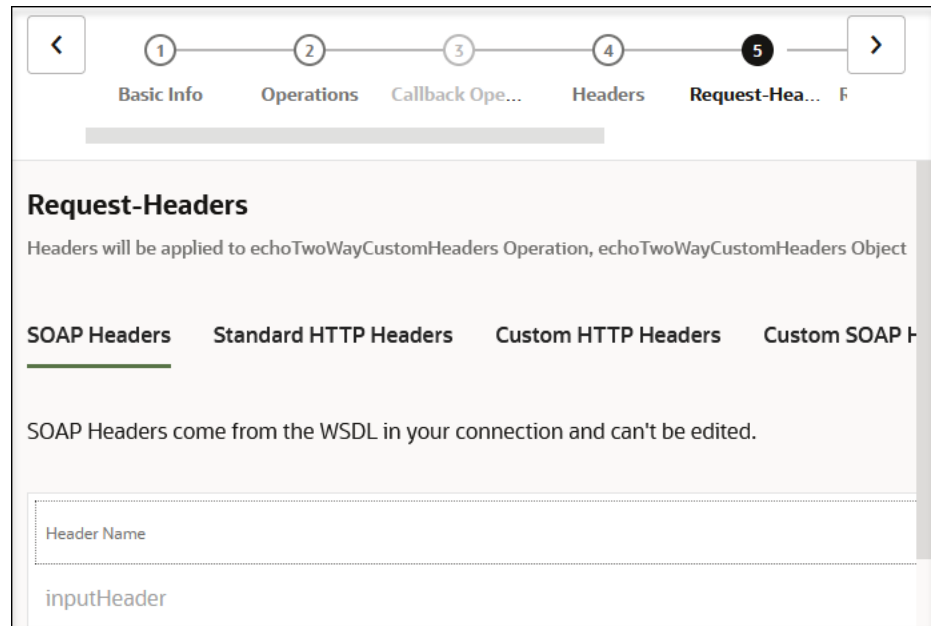 1 2 3 4 5
Basic Info Operations Callback Ope... Headers Request-Hea...
Request-Headers
Headers will be applied to echoTwoWayCustomHeaders Operation, echoTwoWayCustomHeaders Object
SOAP Headers Standard HTTP Headers Custom HTTP Headers Custom SOAP H
SOAP Headers come from the WSDL in your connection and can't be edited.
Header Name
inputHeader